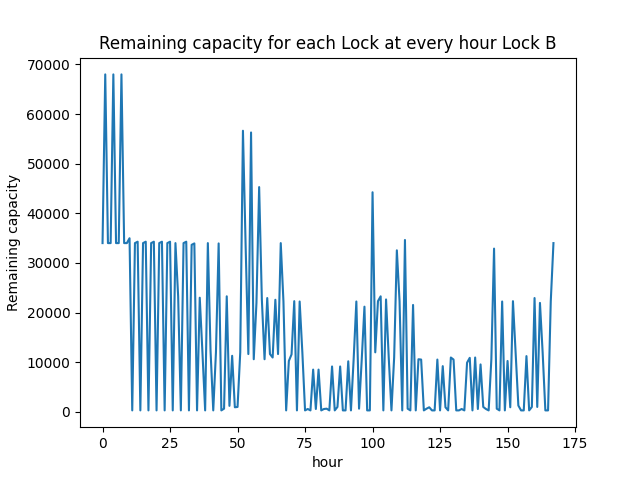 Remaining capacity for each Lock at every hour Lock B
70000
60000
50000
40000
30000
20000
10000
0
Remaining capacity
0 25 50 75 100 125 150 175
hour